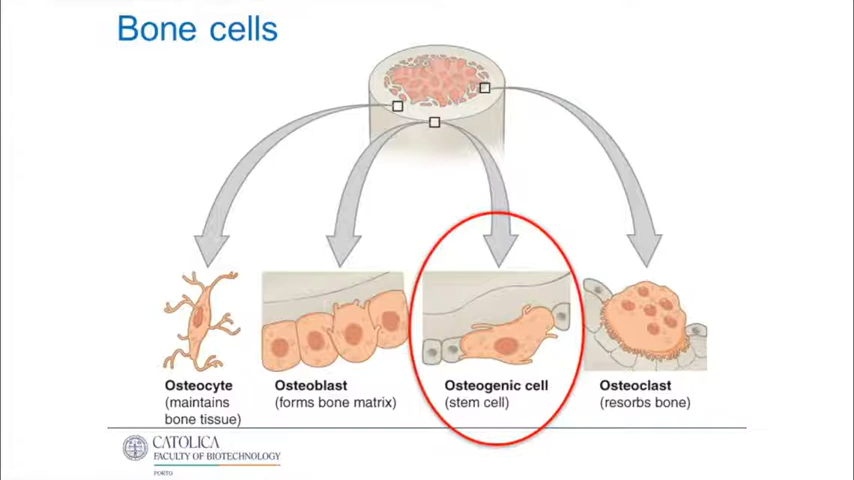 Bone cells
Osteocyte
(maintains
bone tissue)
Osteoblast
(forms bone matrix)
Osteogenic cell
(stem cell)
Osteoclast
(resorbs bone)
CATOLICA
FACULTY OF BIOTECHNOLOGY
PORTO